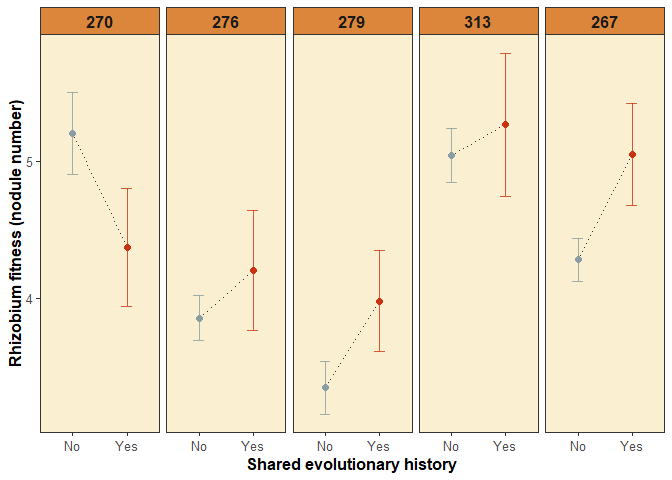 270 276 279 313 267
Rhizobium fitness (nodule number)
5
4
No Yes No Yes No Yes No Yes No Yes
Shared evolutionary history